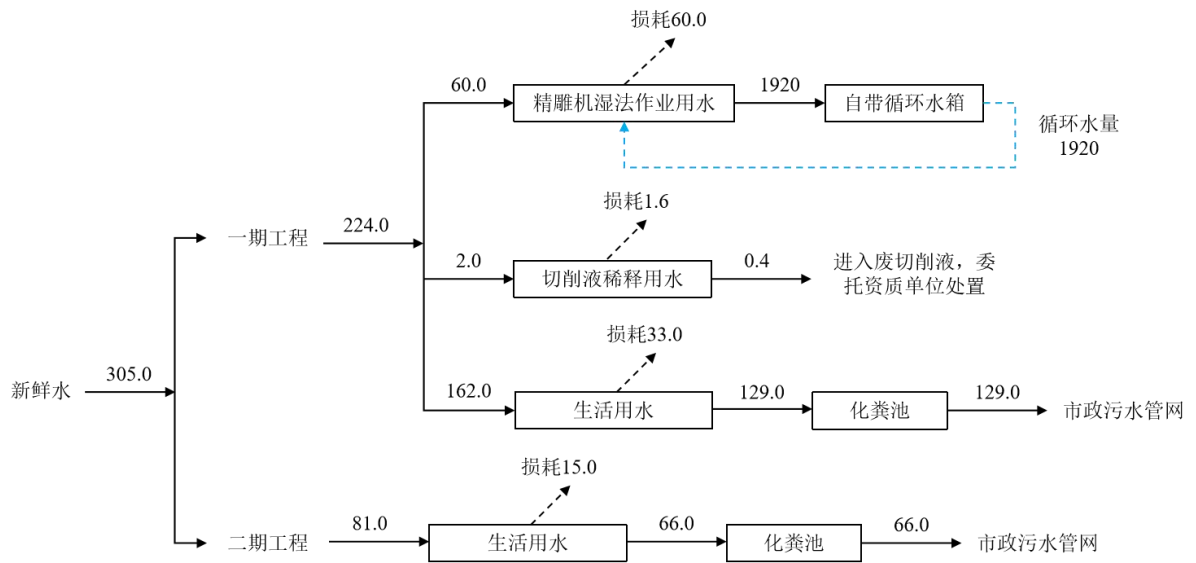 损耗60.0
60.0
精雕机湿法作业用水
1920
自带循环水箱
循环水量
1920
损耗1.6
一期工程
224.0
2.0
切削液稀释用水
0.4
进入废切削液，委
托资质单位处置
损耗33.0
新鲜水
305.0
162.0
生活用水
129.0
化粪池
129.0
市政污水管网
损耗15.0
二期工程
81.0
生活用水
66.0
化粪池
66.0
市政污水管网